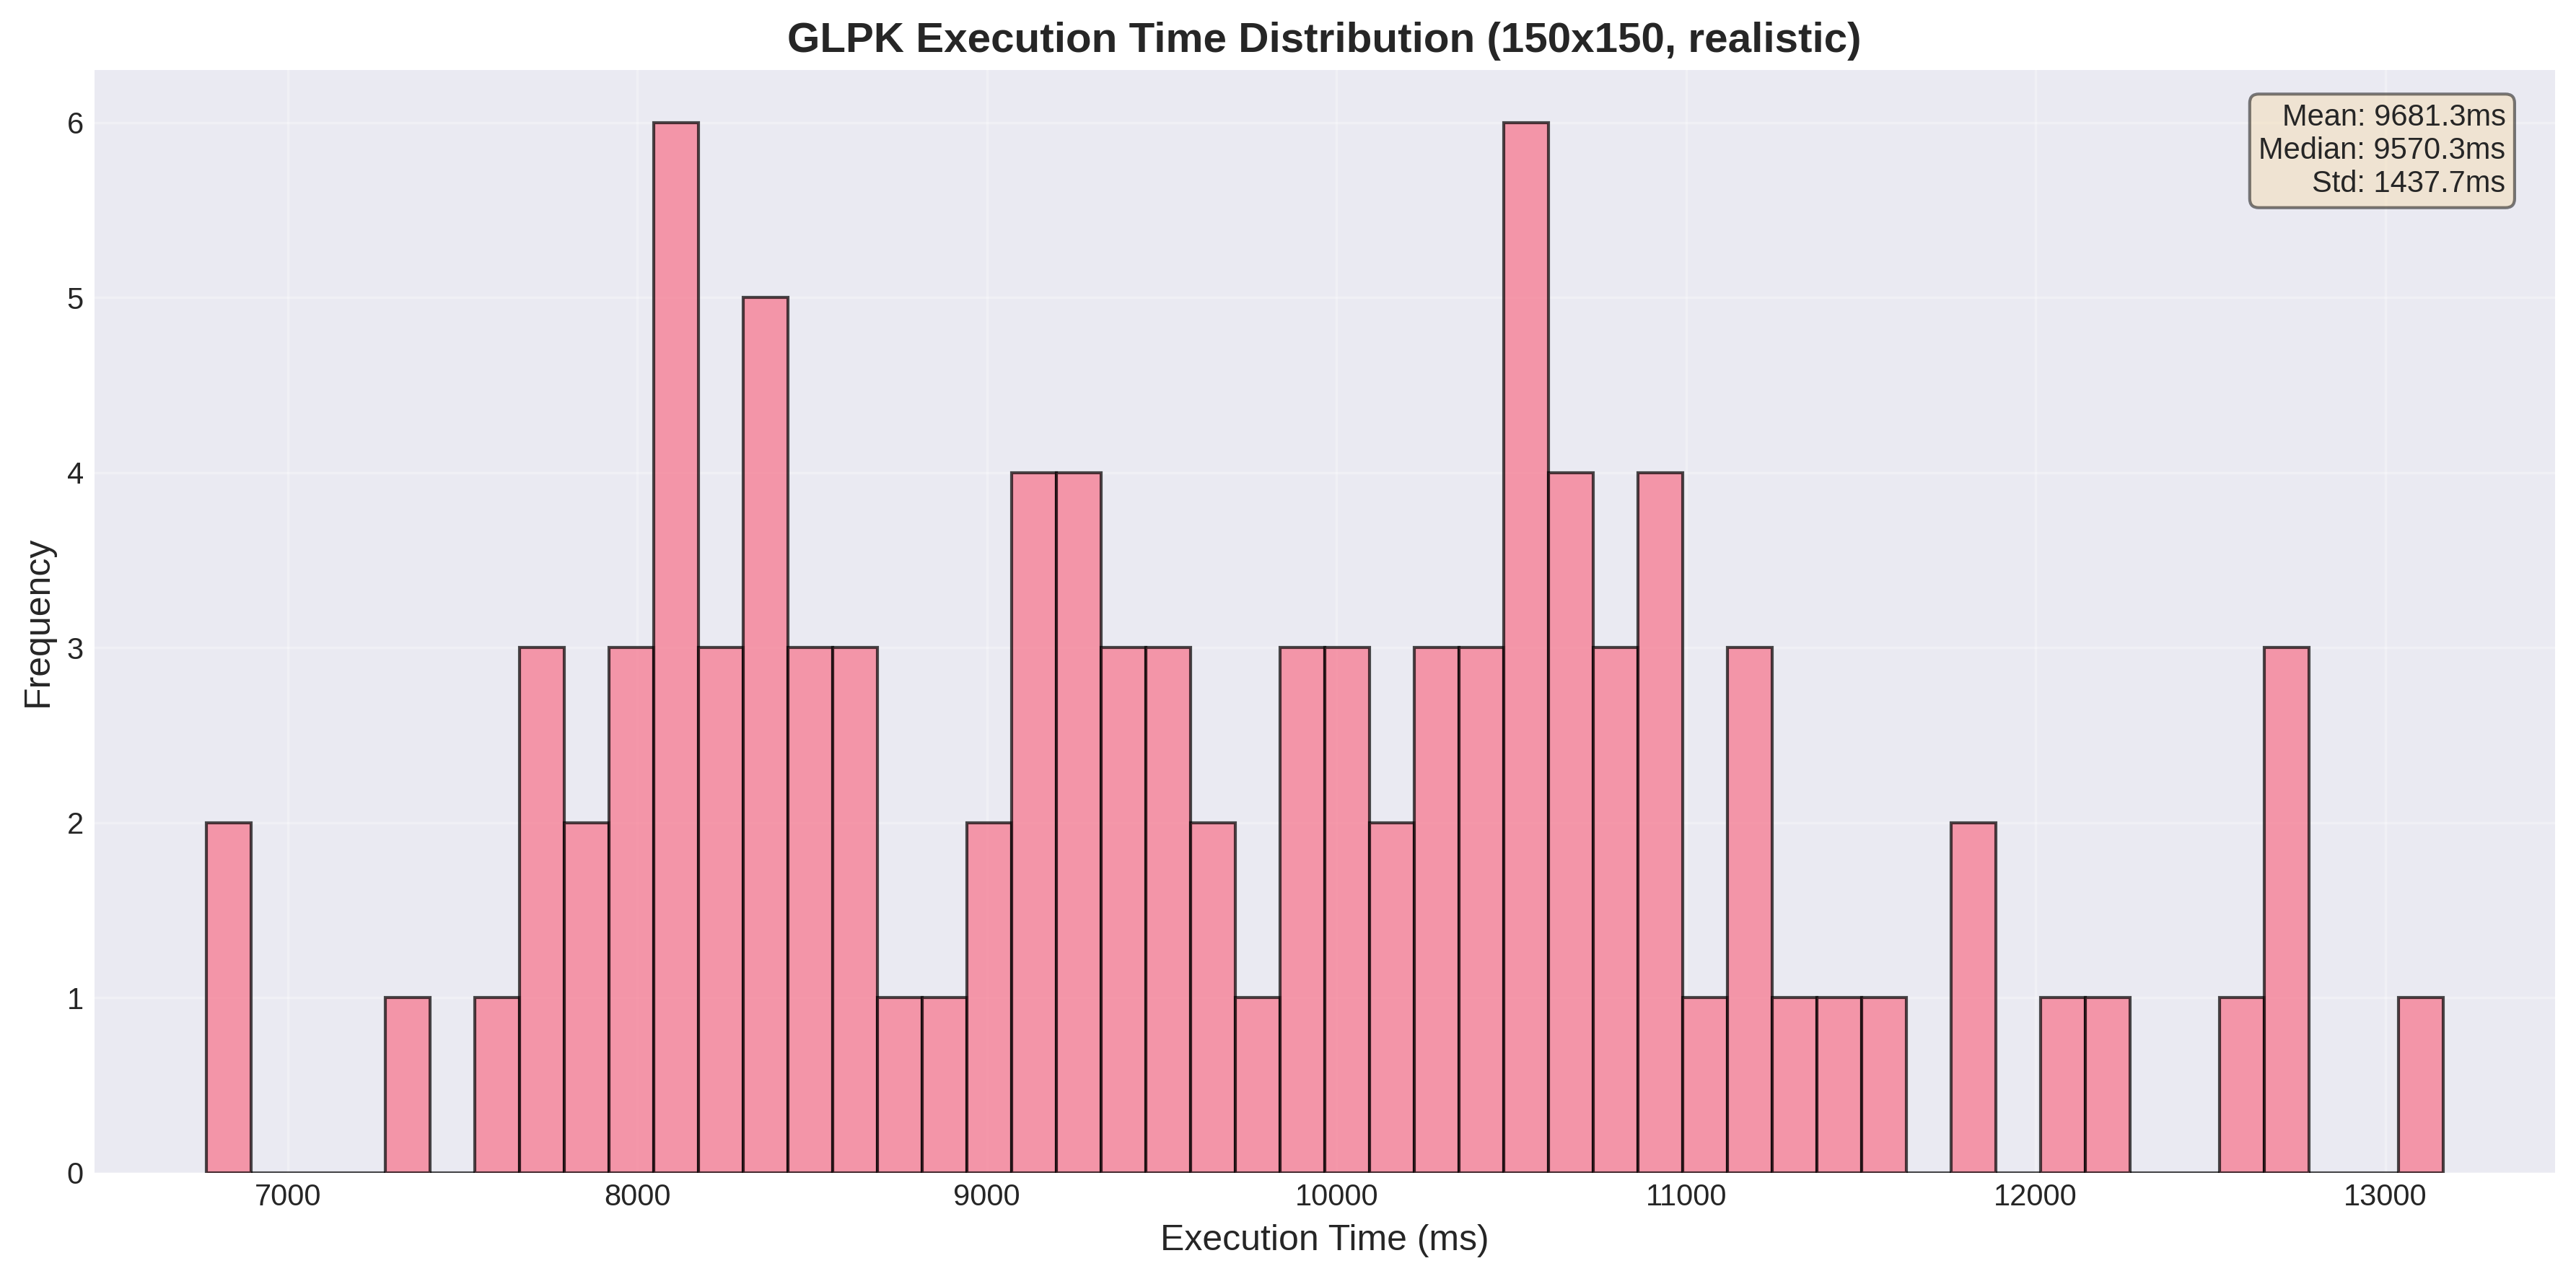 GLPK Execution Time Distribution (150x150, realistic)
Mean: 9681.3ms
Median: 9570.3ms
Std: 1437.7ms
Frequency
6
5
4
3
2
1
0
7000 8000 9000 10000 11000 12000 13000
Execution Time (ms)